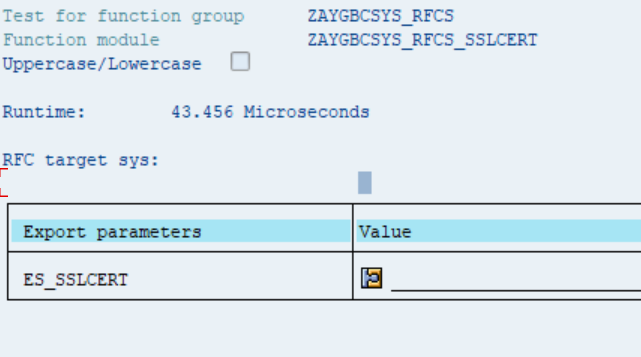 Test for function group ZAYGBCSYS_RFCS
Function module ZAYGBCSYS_RFCS_SSLCERT
Uppercase/Lowercase
Runtime: 43.456 Microseconds
RFC target sys:
Export parameters Value
ES_SSLCERT